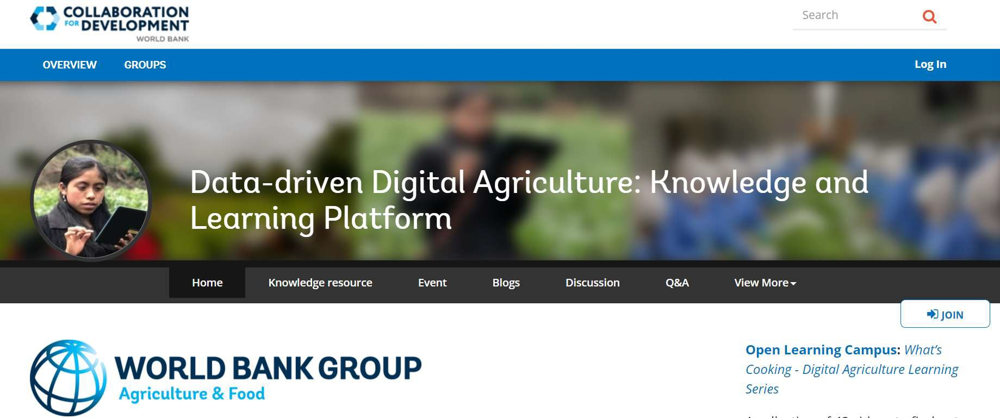 COLLABORATION
FOR DEVELOPMENT
WORLD BANK
Search
OVERVIEW GROUPS Log In
Data-driven Digital Agriculture: Knowledge and
Learning Platform
Home Knowledge resource Event Blogs Discussion Q&A View More
JOIN
WORLD BANK GROUP
Agriculture & Food
Open Learning Campus: What's
Cooking - Digital Agriculture Learning
Series